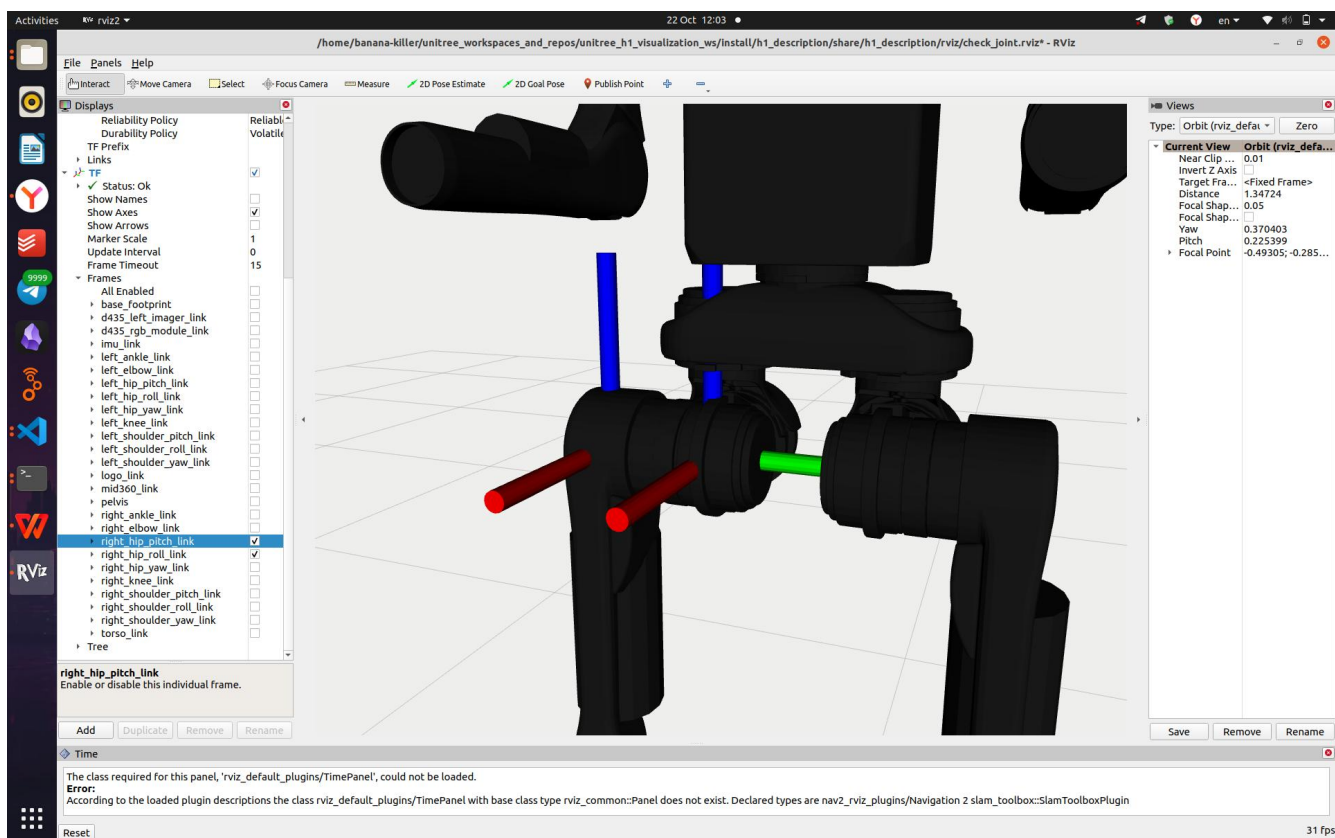 Activities
RViz rviz2
22 Oct 12:03
en
/home/banana-killer/unitree_workspaces_and_repos/unitree_h1_visualization_ws/install/h1_description/share/h1_description/rviz/check_joint.rviz* - RViz
File Panels Help
Interact Move Camera Select Focus Camera Measure 2D Pose Estimate 2D Goal Pose Publish Point
Displays
Reliability Policy Reliabl
Durability Policy Volatile
TF Prefix
Links
TF
Status: Ok
Show Names
Show Axes
Show Arrows
Marker Scale 1
Update Interval 0
Frame Timeout 15
Frames
All Enabled
base_footprint
d435_left_imager_link
d435_rgb_module_link
imu_link
left_ankle_link
left_elbow_link
left_hip_pitch_link
left_hip_roll_link
left_hip_yaw_link
left_knee_link
left_shoulder_pitch_link
left_shoulder_roll_link
left_shoulder_yaw_link
logo_link
mid360_link
pelvis
right_ankle_link
right_elbow_link
right_hip_pitch_link
right_hip_roll_link
right_hip_yaw_link
right_knee_link
right_shoulder_pitch_link
right_shoulder_roll_link
right_shoulder_yaw_link
torso_link
Tree
right_hip_pitch_link
Enable or disable this individual frame.
Add Duplicate Remove Rename
9999
RViz
Views
Type: Orbit (rviz_defau Zero
Current View Orbit (rviz_defa...
Near Clip ... 0.01
Invert Z Axis
Target Fra... <Fixed Frame>
Distance 1.34724
Focal Shap... 0.05
Focal Shap...
Yaw 0.370403
Pitch 0.225399
Focal Point -0.49305; -0.285...
Save Remove Rename
Time
The class required for this panel, 'rviz_default_plugins/TimePanel', could not be loaded.
Error:
According to the loaded plugin descriptions the class rviz_default_plugins/TimePanel with base class type rviz_common::Panel does not exist. Declared types are nav2_rviz_plugins/Navigation 2 slam_toolbox::SlamToolboxPlugin
Reset
31 fps